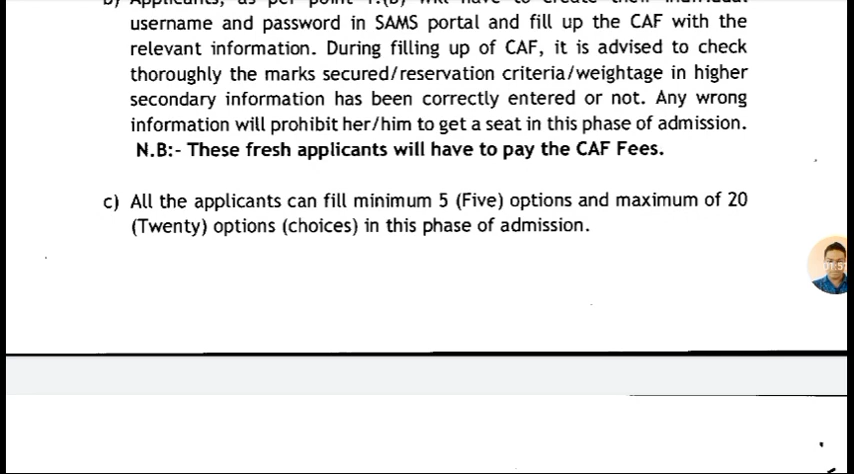 username and password in SAMS portal and fill up the CAF with the
relevant information. During filling up of CAF, it is advised to check
thoroughly the marks secured/reservation criteria/weightage in higher
secondary information has been correctly entered or not. Any wrong
information will prohibit her/him to get a seat in this phase of admission.
N.B:- These fresh applicants will have to pay the CAF Fees.
c) All the applicants can fill minimum 5 (Five) options and maximum of 20
(Twenty) options (choices) in this phase of admission.